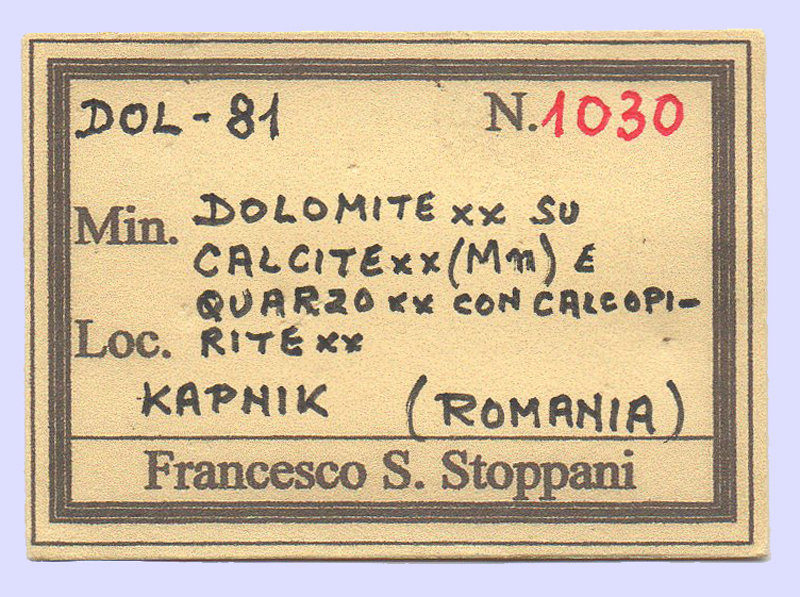 DOL-81 N.1030
Min. DOLOMITE xx SU
CALCITE xx (Mn) E
QUARZO xx CON CALCOPI-
Loc. RITE xx
KAPNIK (ROMANIA)
Francesco S. Stoppani